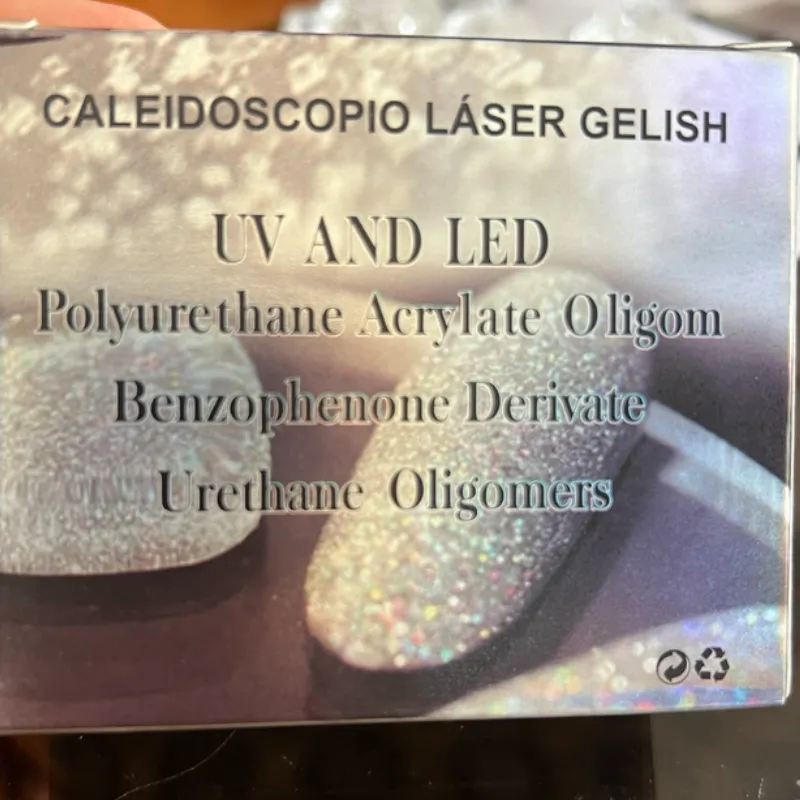 CALEIDOSCOPIO LÁSER GELISH
UV AND LED
Polyurethane Acrylate Oligom
Benzophenone Derivate
Urethane Oligomers